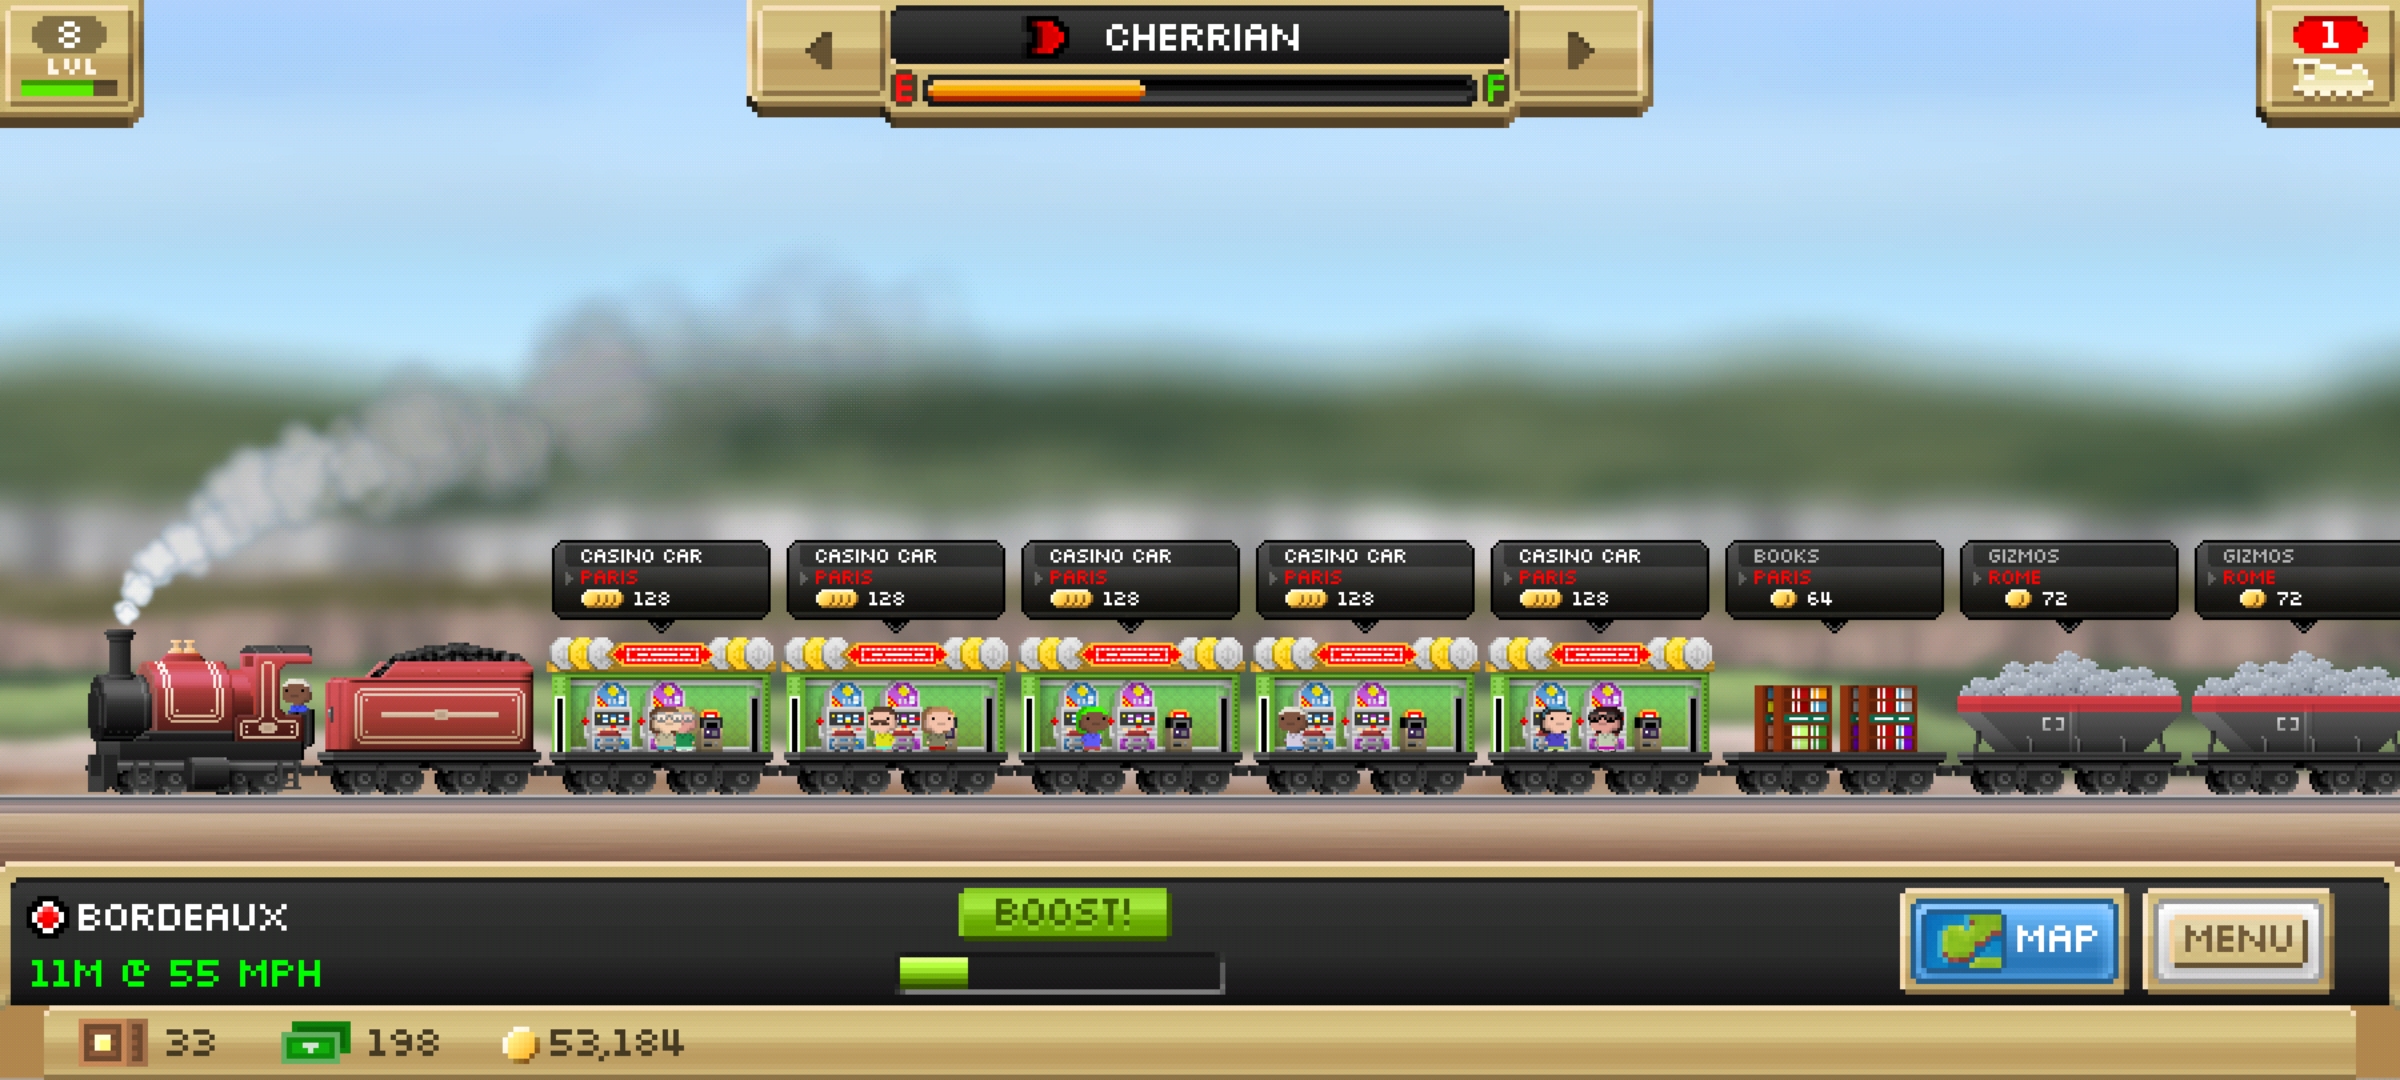 8
LVL
CHERRIAN
E F
1
CASINO CAR
PARIS
128
CASINO CAR
PARIS
128
CASINO CAR
PARIS
128
CASINO CAR
PARIS
128
CASINO CAR
PARIS
128
BOOKS
PARIS
64
GIZMOS
ROME
72
GIZMOS
ROME
72
BORDEAUX
11M @ 55 MPH
BOOST!
MAP
MENU
33
198
53,184